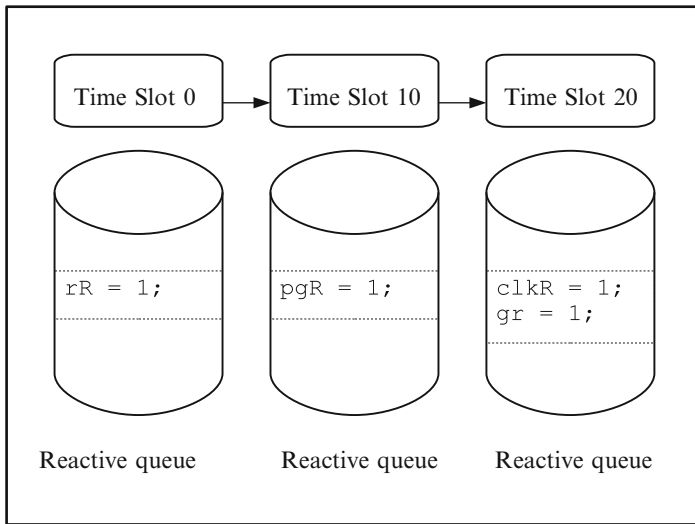 Time Slot 0 Time Slot 10 Time Slot 20
rR = 1; pgR = 1; clkR = 1;
gr = 1;
Reactive queue Reactive queue Reactive queue